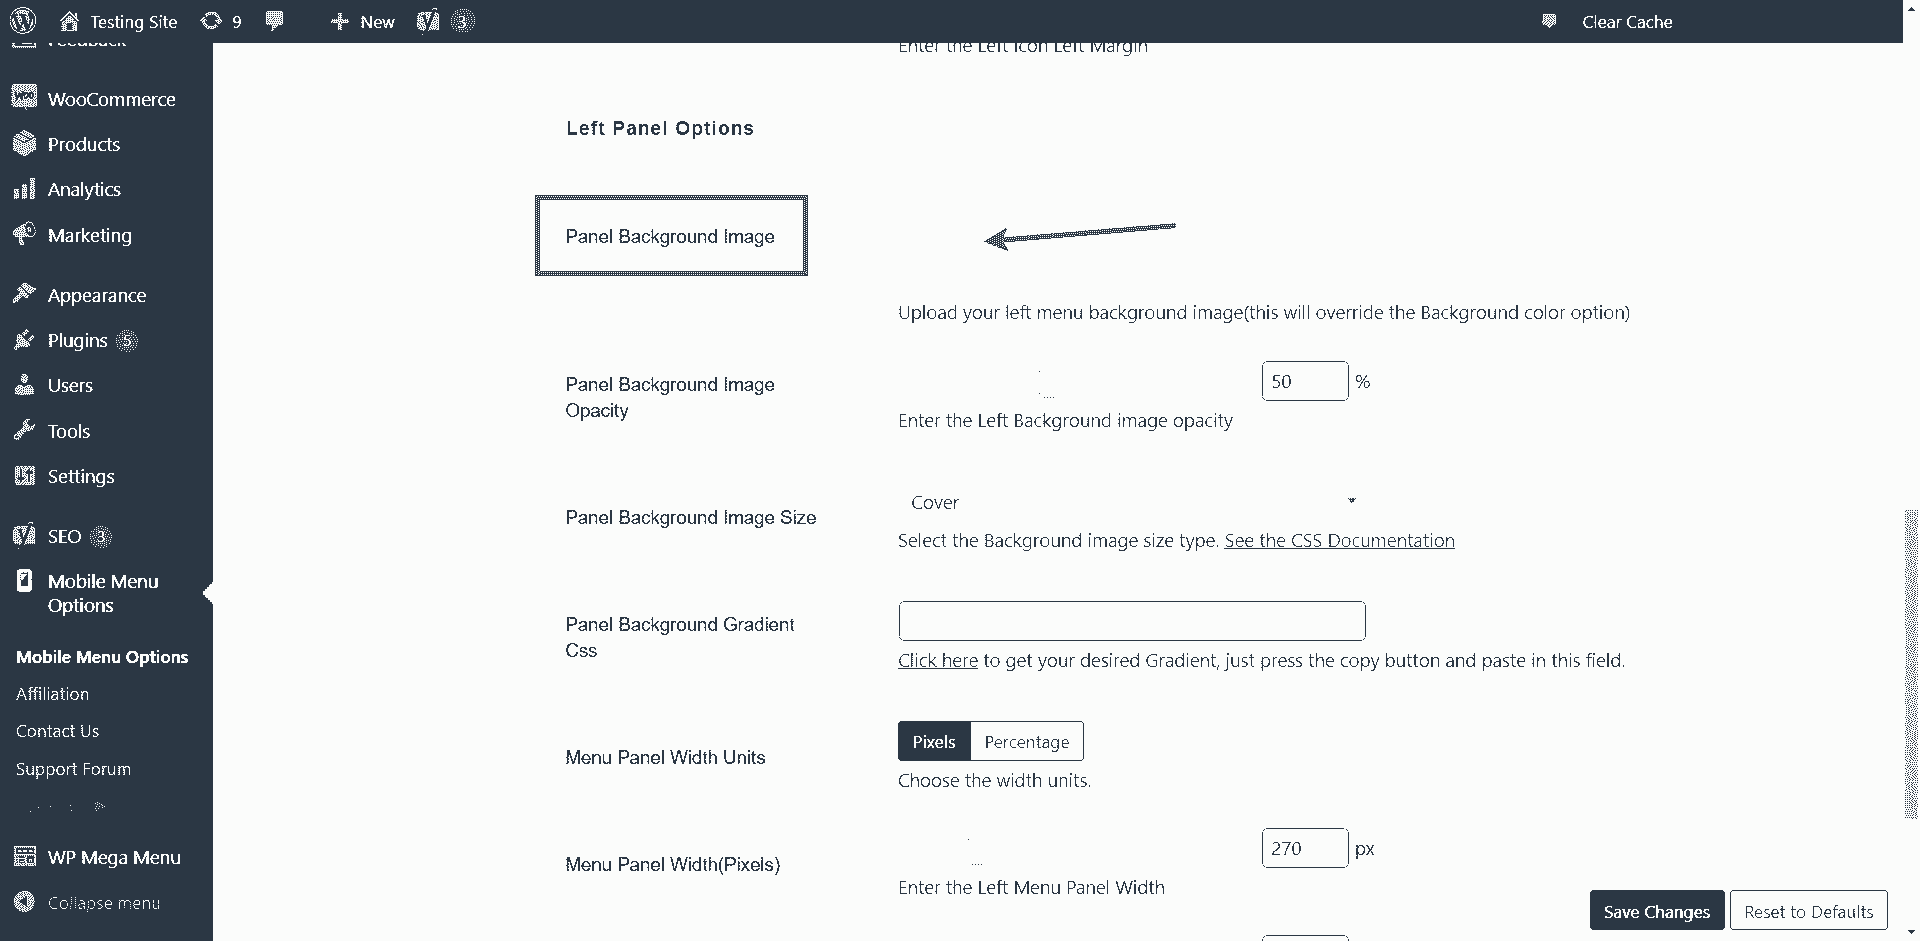 Testing Site 9 New 3 Clear Cache
Feedback
WooCommerce
Products
Analytics
Marketing
Appearance
Plugins 5
Users
Tools
Settings
SEO 3
Mobile Menu
Options
Mobile Menu Options
Affiliation
Contact Us
Support Forum
WP Mega Menu
Collapse menu
Enter the Left Icon Left Margin
Left Panel Options
Panel Background Image
Upload your left menu background image(this will override the Background color option)
Panel Background Image
Opacity
50 %
Enter the Left Background image opacity
Panel Background Image Size
Cover
Select the Background image size type. See the CSS Documentation
Panel Background Gradient
Css
Click here to get your desired Gradient, just press the copy button and paste in this field.
Menu Panel Width Units
Pixels Percentage
Choose the width units.
Menu Panel Width(Pixels)
270 px
Enter the Left Menu Panel Width
Save Changes Reset to Defaults